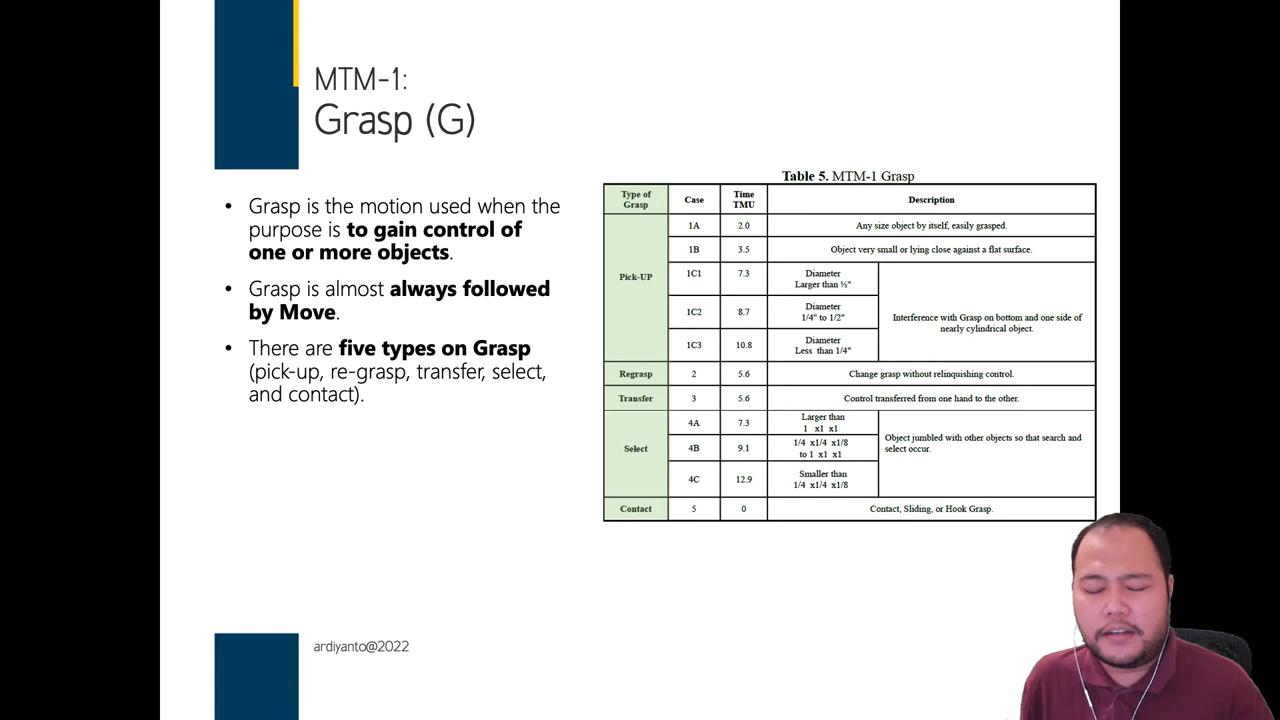 MTM-1:
Grasp (G)
• Grasp is the motion used when the
purpose is to gain control of
one or more objects.
• Grasp is almost always followed
by Move.
• There are five types on Grasp
(pick-up, re-grasp, transfer, select,
and contact).
Table 5. MTM-1 Grasp
Type of
Grasp
Case
Time
TMU
Description
Pick-UP
1A
2.0
Any size object by itself, easily grasped.
1B
3.5
Object very small or lying close against a flat surface.
1C1
7.3
Diameter
Larger than ½"
1C2
8.7
Diameter
1/4" to 1/2"
1C3
10.8
Diameter
Less than 1/4"
Interference with Grasp on bottom and one side of
nearly cylindrical object.
Regrasp
2
5.6
Change grasp without relinquishing control.
Transfer
3
5.6
Control transferred from one hand to the other.
Select
4A
7.3
Larger than
1 x1 x1
4B
9.1
1/4 x1/4 x1/8
to 1 x1 x1
4C
12.9
Smaller than
1/4 x1/4 x1/8
Object jumbled with other objects so that search and
select occur.
Contact
5
0
Contact, Sliding, or Hook Grasp.
ardiyanto@2022